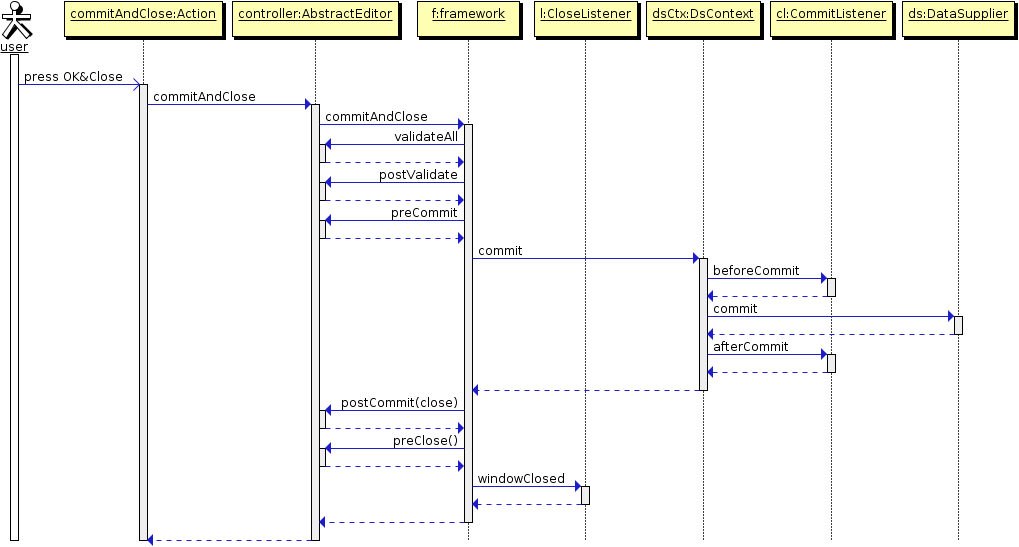 user
commitAndClose:Action
controller:AbstractEditor
f:framework
l:CloseListener
dsCtx:DsContext
cl:CommitListener
ds:DataSupplier
press OK&Close
commitAndClose
commitAndClose
validateAll
postValidate
preCommit
commit
beforeCommit
commit
afterCommit
postCommit(close)
preClose()
windowClosed